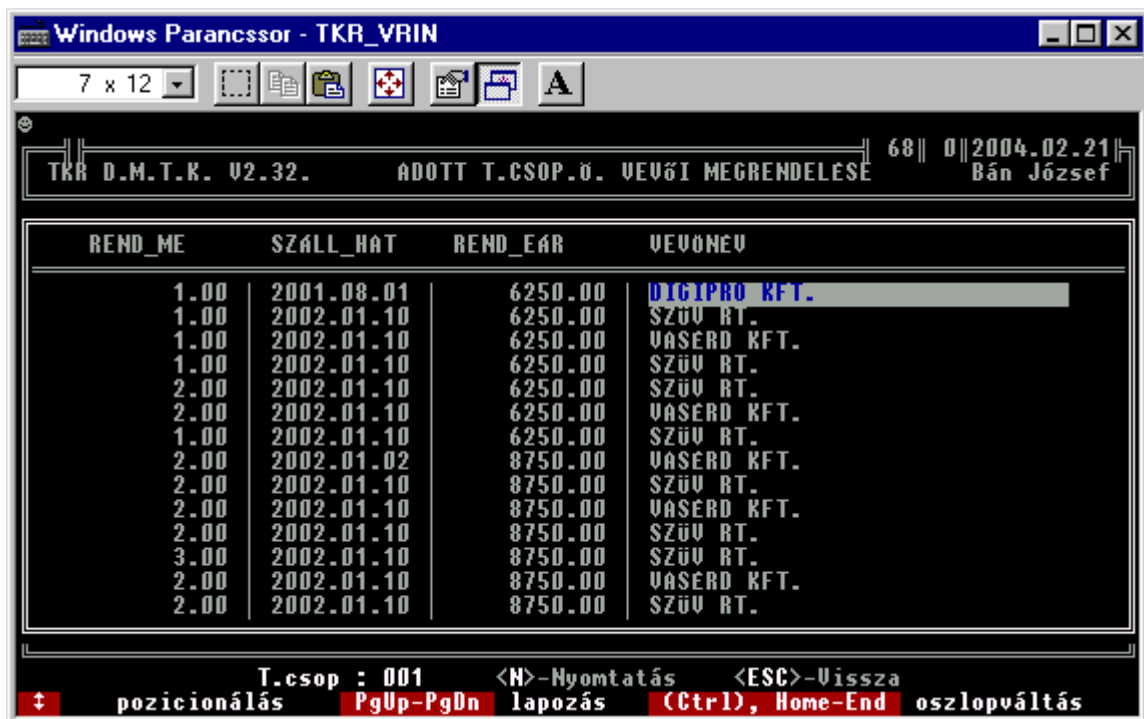 Windows Parancssor - TKR_VRIN
7 x 12
A
68 0 2004.02.21
TKR D.M.T.K. V2.32. ADOTT T.CSOP.Ö. VEVőI MEGRENDELÉSE Bán József
REND_ME SZÁLL_HAT REND_EÁR VEVÖNÉV
1.00 2001.08.01 6250.00 DIGIPRO KFT.
1.00 2002.01.10 6250.00 SZüV RT.
1.00 2002.01.10 6250.00 VASÉRD KFT.
1.00 2002.01.10 6250.00 SZüV RT.
2.00 2002.01.10 6250.00 SZüV RT.
2.00 2002.01.10 6250.00 VASÉRD KFT.
1.00 2002.01.10 6250.00 SZüV RT.
2.00 2002.01.02 8750.00 VASÉRD KFT.
2.00 2002.01.10 8750.00 SZüV RT.
2.00 2002.01.10 8750.00 VASÉRD KFT.
2.00 2002.01.10 8750.00 SZüV RT.
3.00 2002.01.10 8750.00 SZüV RT.
2.00 2002.01.10 8750.00 VASÉRD KFT.
2.00 2002.01.10 8750.00 SZüV RT.
T.csop : 001 <N>-Nyomtatás <ESC>-Vissza
↕ pozicionálás PgUp-PgDn lapozás (Ctrl), Home-End oszlopváltás